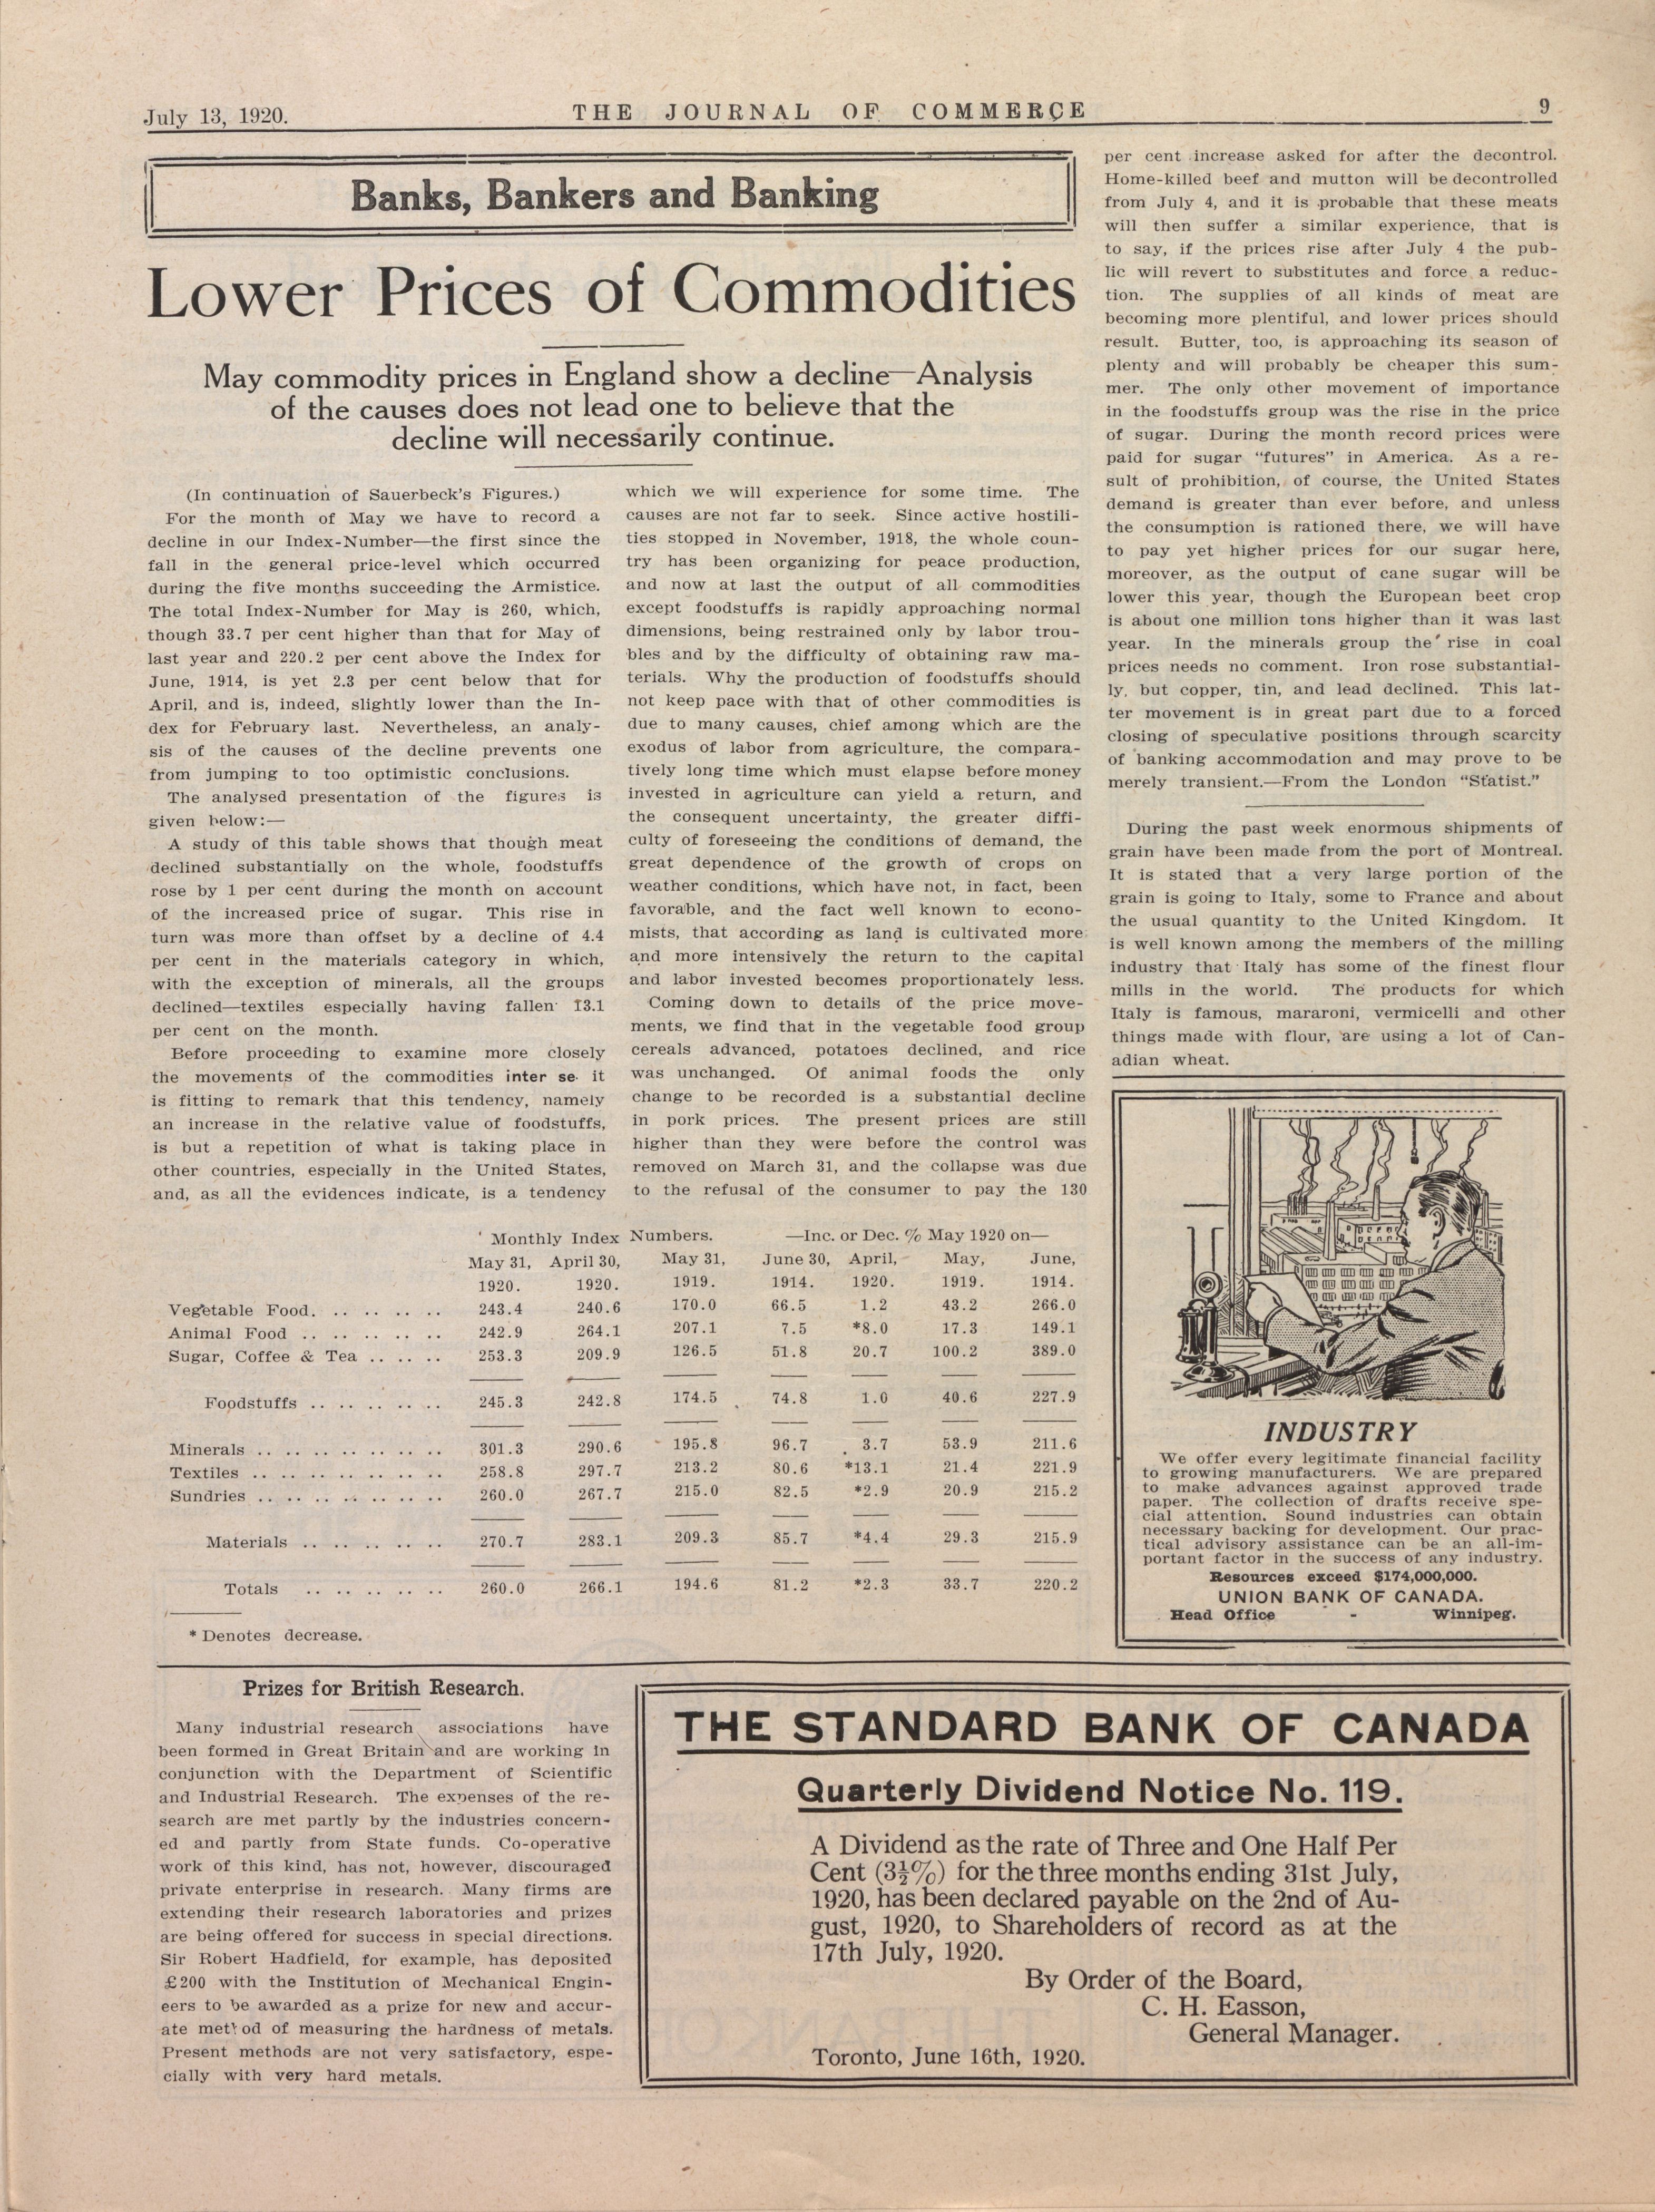 July 13, 1920.
THE JOURNAL OF COMMERCE
9
Banks, Bankers and Banking
Lower Prices of Commodities
May commodity prices in England show a decline—Analysis
of the causes does not lead one to believe that the
decline will necessarily continue.
(In continuation of Sauerbeck's Figures.)
For the month of May we have to record a
decline in our Index-Number—the first since the
fall in the general price-level which occurred
during the five months succeeding the Armistice.
The total Index-Number for May is 260, which,
though 33.7 per cent higher than that for May of
last year and 220.2 per cent above the Index for
June, 1914, is yet 2.3 per cent below that for
April, and is, indeed, slightly lower than the In-
dex for February last. Nevertheless, an analy-
sis of the causes of the decline prevents one
from jumping to too optimistic conclusions.
The analysed presentation of the figures is
given below:—
A study of this table shows that though meat
declined substantially on the whole, foodstuffs
rose by 1 per cent during the month on account
of the increased price of sugar. This rise in
turn was more than offset by a decline of 4.4
per cent in the materials category in which,
with the exception of minerals, all the groups
declined—textiles especially having fallen 13.1
per cent on the month.
Before proceeding to examine more closely
the movements of the commodities inter se it
is fitting to remark that this tendency, namely
an increase in the relative value of foodstuffs,
is but a repetition of what is taking place in
other countries, especially in the United States,
and, as all the evidences indicate, is a tendency
which we will experience for some time. The
causes are not far to seek. Since active hostili-
ties stopped in November, 1918, the whole coun-
try has been organizing for peace production,
and now at last the output of all commodities
except foodstuffs is rapidly approaching normal
dimensions, being restrained only by labor trou-
bles and by the difficulty of obtaining raw ma-
terials. Why the production of foodstuffs should
not keep pace with that of other commodities is
due to many causes, chief among which are the
exodus of labor from agriculture, the compara-
tively long time which must elapse before money
invested in agriculture can yield a return, and
the consequent uncertainty, the greater diffi-
culty of foreseeing the conditions of demand, the
great dependence of the growth of crops on
weather conditions, which have not, in fact, been
favorable, and the fact well known to econo-
mists, that according as land is cultivated more
and more intensively the return to the capital
and labor invested becomes proportionately less.
Coming down to details of the price move-
ments, we find that in the vegetable food group
cereals advanced, potatoes declined, and rice
was unchanged. Of animal foods the only
change to be recorded is a substantial decline
in pork prices. The present prices are still
higher than they were before the control was
removed on March 31, and the collapse was due
to the refusal of the consumer to pay the 130
per cent increase asked for after the decontrol.
Home-killed beef and mutton will be decontrolled
from July 4, and it is probable that these meats
will then suffer a similar experience, that is
to say, if the prices rise after July 4 the pub-
lic will revert to substitutes and force a reduc-
tion. The supplies of all kinds of meat are
becoming more plentiful, and lower prices should
result. Butter, too, is approaching its season of
plenty and will probably be cheaper this sum-
mer. The only other movement of importance
in the foodstuffs group was the rise in the price
of sugar. During the month record prices were
paid for sugar "futures" in America. As a re-
sult of prohibition, of course, the United States
demand is greater than ever before, and unless
the consumption is rationed there, we will have
to pay yet higher prices for our sugar here,
moreover, as the output of cane sugar will be
lower this year, though the European beet crop
is about one million tons higher than it was last
year. In the minerals group the rise in coal
prices needs no comment. Iron rose substantial-
ly, but copper, tin, and lead declined. This lat-
ter movement is in great part due to a forced
closing of speculative positions through scarcity
of banking accommodation and may prove to be
merely transient.—From the London "Statist."
During the past week enormous shipments of
grain have been made from the port of Montreal.
It is stated that a very large portion of the
grain is going to Italy, some to France and about
the usual quantity to the United Kingdom. It
is well known among the members of the milling
industry that Italy has some of the finest flour
mills in the world. The products for which
Italy is famous, mararoni, vermicelli and other
things made with flour, are using a lot of Can-
adian wheat.
Monthly Index Numbers. —Inc. or Dec. % May 1920 on—
May 31, April 30, May 31, June 30, April, May, June,
1920. 1920. 1919. 1914. 1920. 1919. 1914.
Vegetable Food. .. .. .. .. .. 243.4 240.6 170.0 66.5 1.2 43.2 266.0
Animal Food .. .. .. .. .. .. 242.9 264.1 207.1 7.5 *8.0 17.3 149.1
Sugar, Coffee & Tea .. .. .. 253.3 209.9 126.5 51.8 20.7 100.2 389.0
Foodstuffs .. .. .. .. .. 245.3 242.8 174.5 74.8 1.0 40.6 227.9
Minerals .. .. .. .. .. .. .. 301.3 290.6 195.8 96.7 3.7 53.9 211.6
Textiles .. .. .. .. .. .. .. 258.8 297.7 213.2 80.6 *13.1 21.4 221.9
Sundries .. .. .. .. .. .. .. 260.0 267.7 215.0 82.5 *2.9 20.9 215.2
Materials .. .. .. .. .. 270.7 283.1 209.3 85.7 *4.4 29.3 215.9
Totals .. .. .. .. .. 260.0 266.1 194.6 81.2 *2.3 33.7 220.2
* Denotes decrease.
INDUSTRY
We offer every legitimate financial facility
to growing manufacturers. We are prepared
to make advances against approved trade
paper. The collection of drafts receive spe-
cial attention. Sound industries can obtain
necessary backing for development. Our prac-
tical advisory assistance can be an all-im-
portant factor in the success of any industry.
Resources exceed $174,000,000.
UNION BANK OF CANADA.
Head Office - Winnipeg.
Prizes for British Research.
Many industrial research associations have
been formed in Great Britain and are working in
conjunction with the Department of Scientific
and Industrial Research. The expenses of the re-
search are met partly by the industries concern-
ed and partly from State funds. Co-operative
work of this kind, has not, however, discouraged
private enterprise in research. Many firms are
extending their research laboratories and prizes
are being offered for success in special directions.
Sir Robert Hadfield, for example, has deposited
£200 with the Institution of Mechanical Engin-
eers to be awarded as a prize for new and accur-
ate method of measuring the hardness of metals.
Present methods are not very satisfactory, espe-
cially with very hard metals.
THE STANDARD BANK OF CANADA
Quarterly Dividend Notice No. 119.
A Dividend as the rate of Three and One Half Per
Cent (3½%) for the three months ending 31st July,
1920, has been declared payable on the 2nd of Au-
gust, 1920, to Shareholders of record as at the
17th July, 1920.
By Order of the Board,
C. H. Easson,
General Manager.
Toronto, June 16th, 1920.